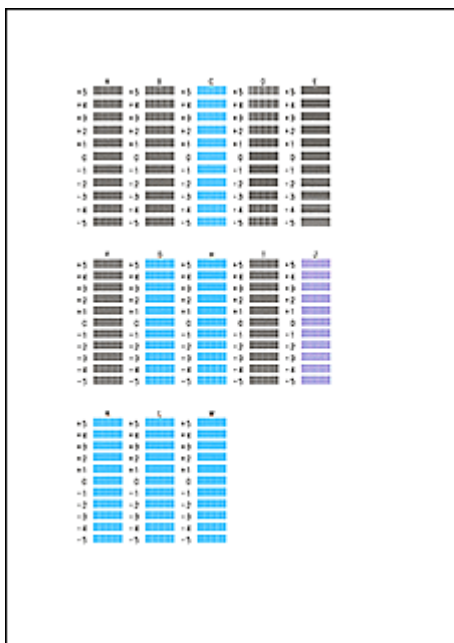 A B C D E
+5 +5 +5 +5 +5
+4 +4 +4 +4 +4
+3 +3 +3 +3 +3
+2 +2 +2 +2 +2
+1 +1 +1 +1 +1
0 0 0 0 0
-1 -1 -1 -1 -1
-2 -2 -2 -2 -2
-3 -3 -3 -3 -3
-4 -4 -4 -4 -4
-5 -5 -5 -5 -5
F G H I J
+5 +5 +5 +5 +5
+4 +4 +4 +4 +4
+3 +3 +3 +3 +3
+2 +2 +2 +2 +2
+1 +1 +1 +1 +1
0 0 0 0 0
-1 -1 -1 -1 -1
-2 -2 -2 -2 -2
-3 -3 -3 -3 -3
-4 -4 -4 -4 -4
-5 -5 -5 -5 -5
K L M
+5 +5 +5
+4 +4 +4
+3 +3 +3
+2 +2 +2
+1 +1 +1
0 0 0
-1 -1 -1
-2 -2 -2
-3 -3 -3
-4 -4 -4
-5 -5 -5